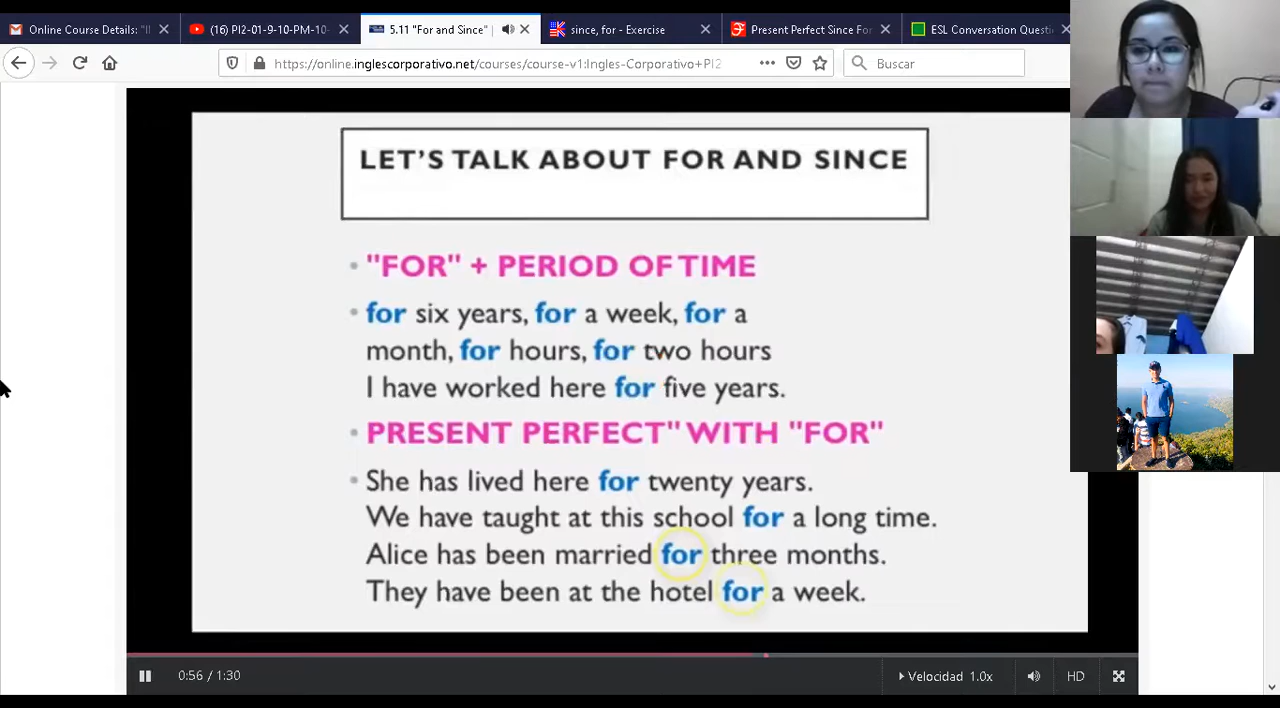 Online Course Details: "I
(16) PI2-01-9-10-PM-10-
5.11 "For and Since" |
since, for - Exercise
Present Perfect Since For
ESL Conversation Questi
https://online.inglescorporativo.net/courses/course-v1:Ingles-Corporativo+PI2
Buscar
LET'S TALK ABOUT FOR AND SINCE
"FOR" + PERIOD OF TIME
for six years, for a week, for a
month, for hours, for two hours
I have worked here for five years.
PRESENT PERFECT" WITH "FOR"
She has lived here for twenty years.
We have taught at this school for a long time.
Alice has been married for three months.
They have been at the hotel for a week.
0:56 / 1:30
Velocidad 1.0x
HD